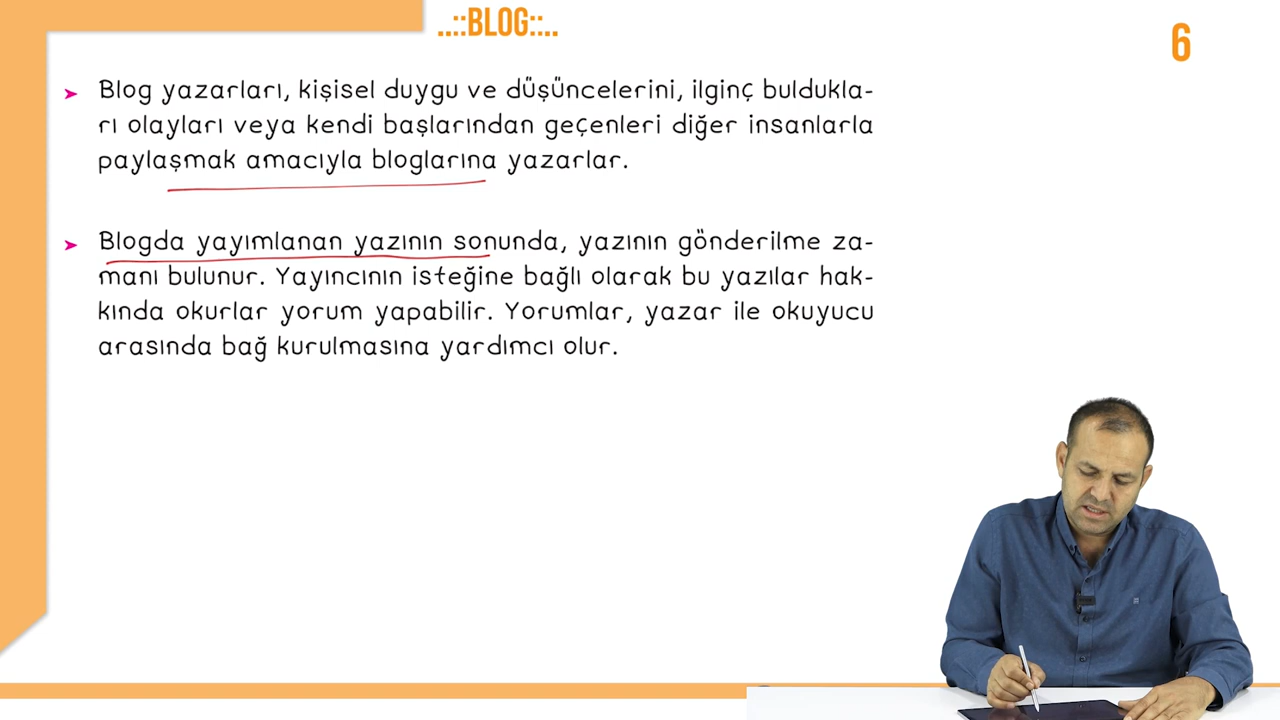 ..::BLOG::..
6
Blog yazarları, kişisel duygu ve düşüncelerini, ilginç buldukla-
rı olayları veya kendi başlarından geçenleri diğer insanlarla
paylaşmak amacıyla bloglarına yazarlar.
Blogda yayımlanan yazının sonunda, yazının gönderilme za-
manı bulunur. Yayıncının isteğine bağlı olarak bu yazılar hak-
kında okurlar yorum yapabilir. Yorumlar, yazar ile okuyucu
arasında bağ kurulmasına yardımcı olur.